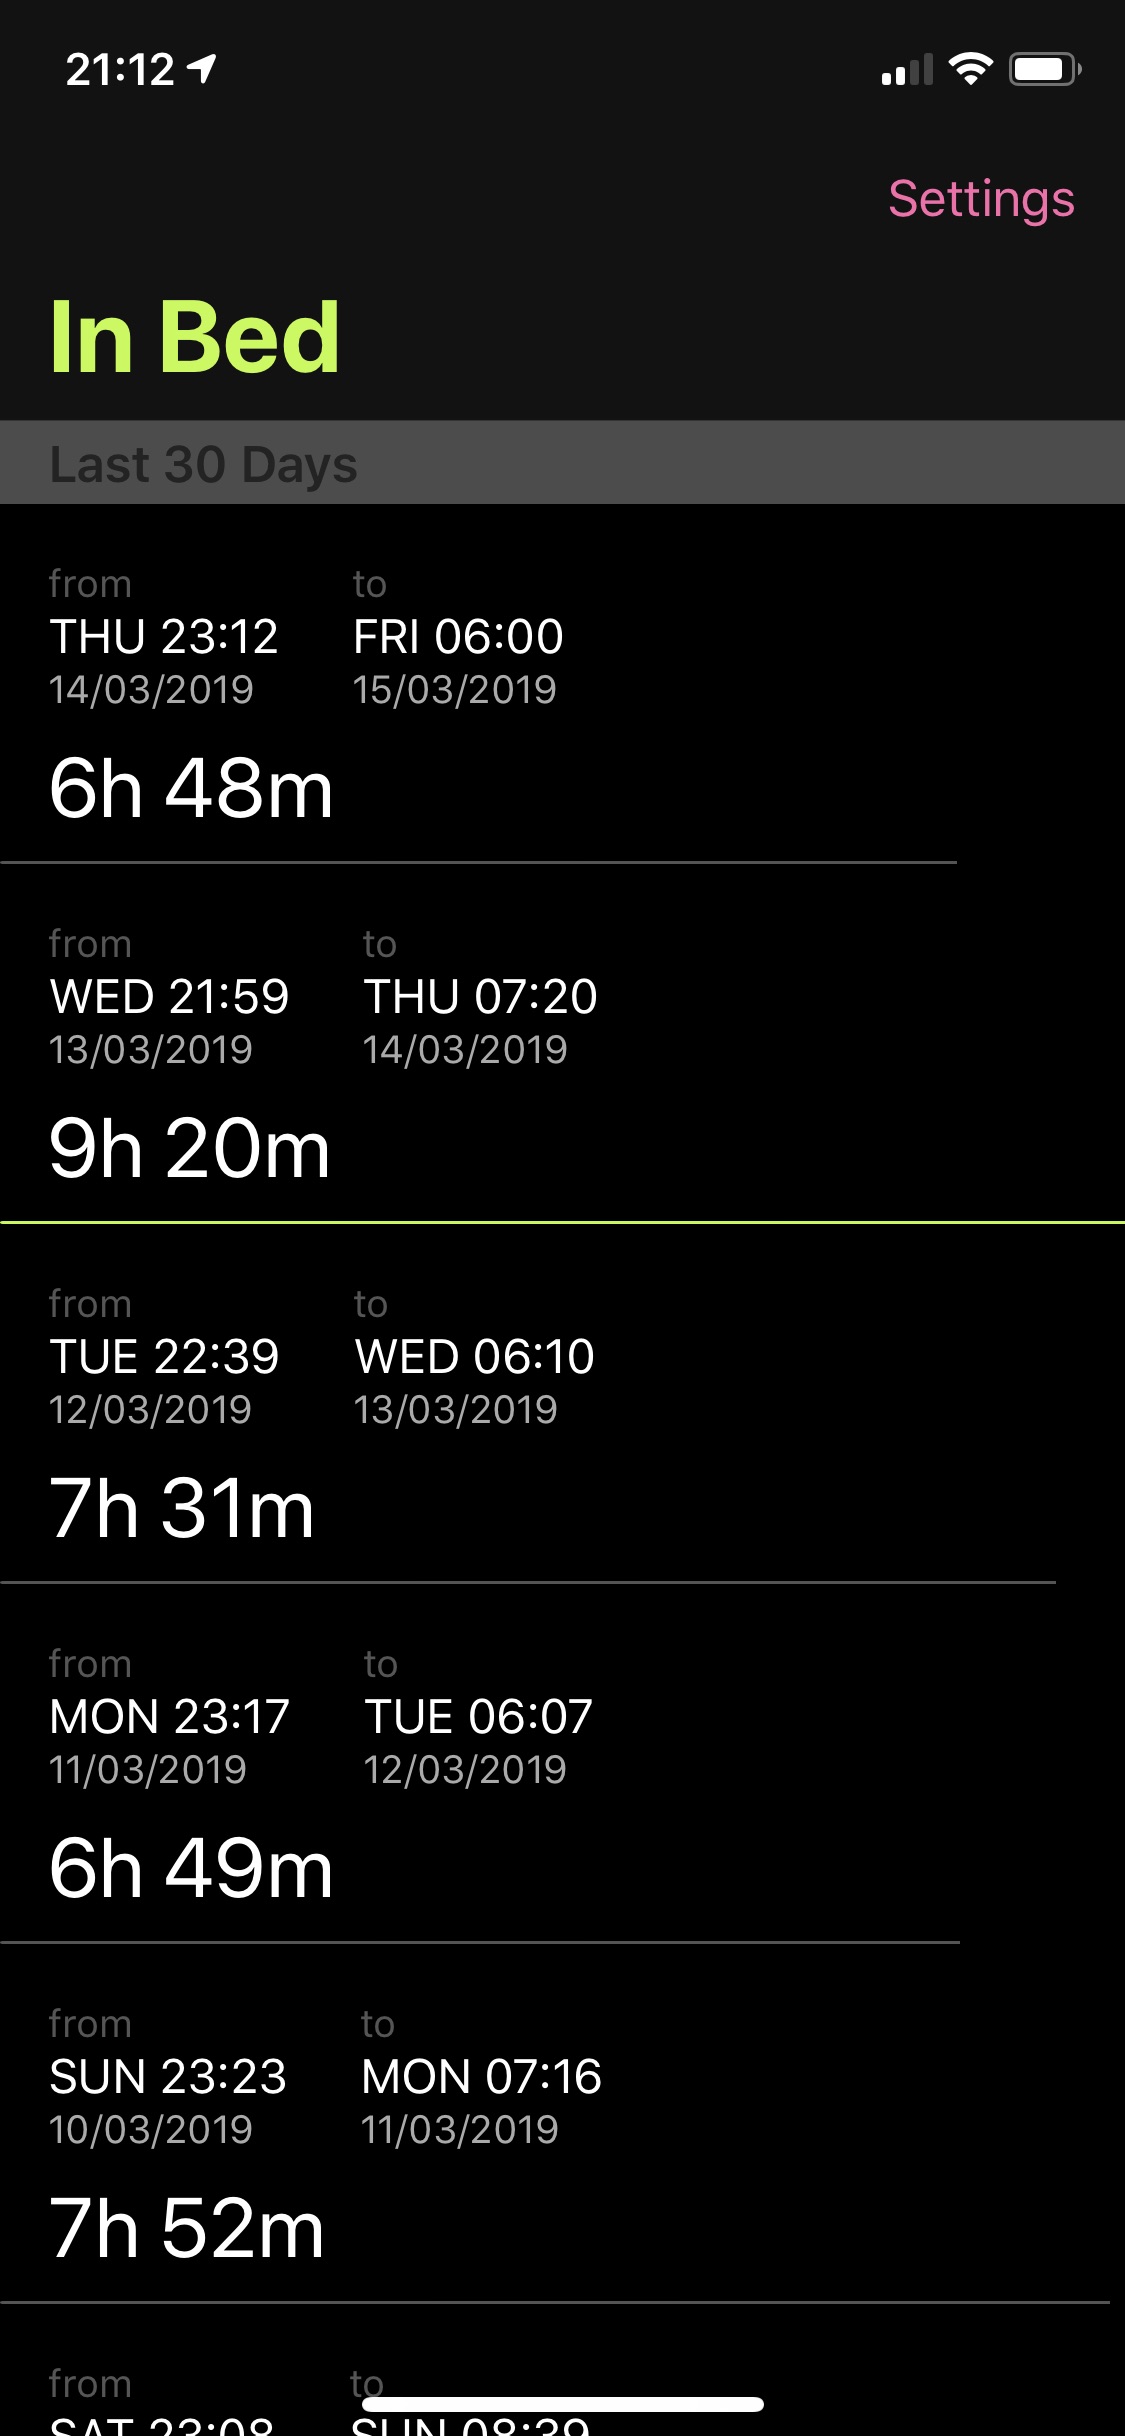 21:12
Settings
In Bed
Last 30 Days
from to
THU 23:12 FRI 06:00
14/03/2019 15/03/2019
6h 48m
from to
WED 21:59 THU 07:20
13/03/2019 14/03/2019
9h 20m
from to
TUE 22:39 WED 06:10
12/03/2019 13/03/2019
7h 31m
from to
MON 23:17 TUE 06:07
11/03/2019 12/03/2019
6h 49m
from to
SUN 23:23 MON 07:16
10/03/2019 11/03/2019
7h 52m
from to
SAT 23:08 SUN 08:39